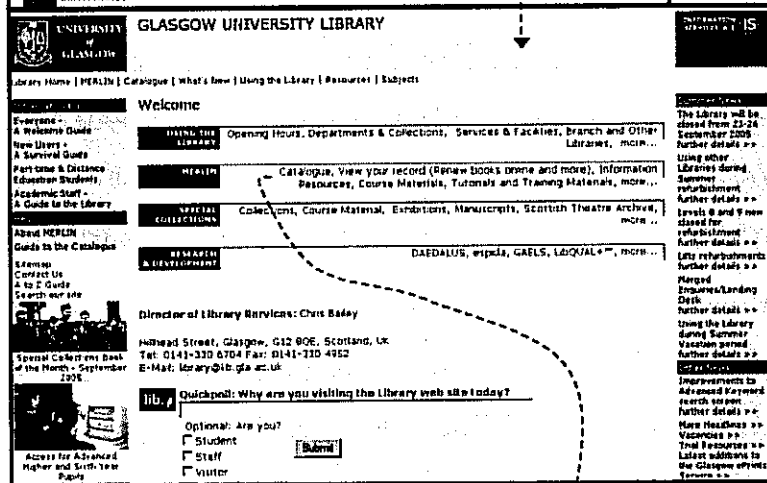 UNIVERSITY
of
GLASGOW
GLASGOW UNIVERSITY LIBRARY
INFORMATION
SERVICES
IS
Library Home | MERLIN | Catalogue | What's New | Using the Library | Resources | Subjects
Everyone -
A Welcome Guide
New Users -
A Survival Guide
Part time & Distance
Education Students
Academic Staff -
A Guide to the Library
About MERLIN
Guide to the Catalogue
Sitemap
Contact Us
A to Z Guide
Search our site
Special Collections Book
of the Month - September
2005
Access for Advanced
Higher and Sixth Year
Pupils
Welcome
USING THE
LIBRARY
Opening Hours, Departments & Collections, Services & Facilities, Branch and Other
Libraries, more...
MERLIN
Catalogue, View your record (Renew books online and more), Information
Resources, Course Materials, Tutorials and Training Materials, more...
SPECIAL
COLLECTIONS
Collections, Course Material, Exhibitions, Manuscripts, Scottish Theatre Archive,
more...
RESEARCH
& DEVELOPMENT
DAEDALUS, espida, GAELS, LibQUAL+™, more...
Director of Library Services: Chris Bailey
Hillhead Street, Glasgow, G12 8QE, Scotland, UK
Tel: 0141-330 6704 Fax: 0141-330 4952
E-Mail: library@lib.gla.ac.uk
lib.
Quickpoll: Why are you visiting the Library web site today?
Optional: Are you?
Student
Staff
Visitor
Submit
The Library will be
closed from 23-26
September 2005
further details »»
Using other
Libraries during
Summer
refurbishment
further details »»
Levels 8 and 9 now
closed for
refurbishment
further details »»
Lifts refurbishments
further details »»
Merged
Enquiries/Lending
Desk
further details »»
Using the Library
during Summer
Vacation period
further details »»
Improvements to
Advanced Keyword
search screen
further details »»
More Headlines »»
Vacancies »»
Trial Resources »»
Latest additions to
the Glasgow ePrints
Service »»